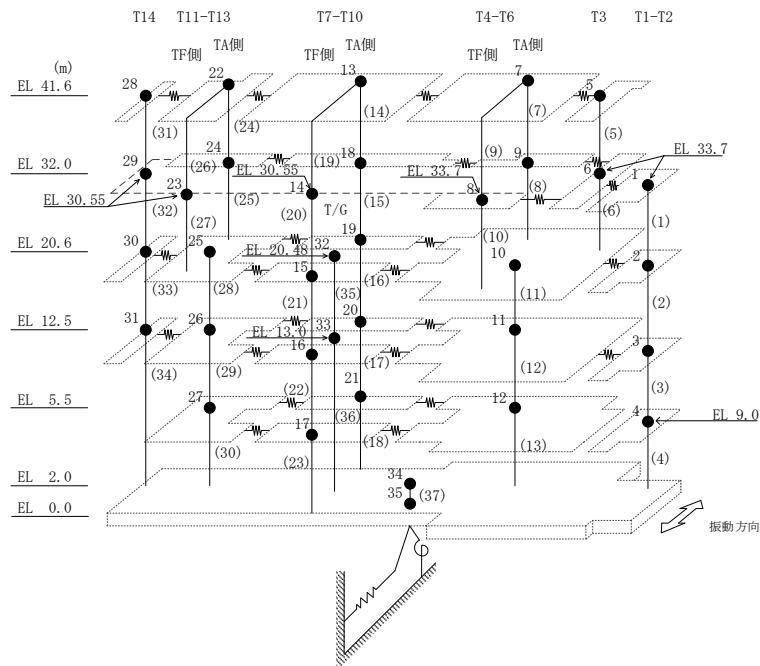 T14 T11-T13 T7-T10 T4-T6 T3 T1-T2
TF側 TA側 TF側 TA側 TF側 TA側
(m)
28 22 13 7 5
EL 41.6
(31) (24) (14) (7) (5)
29 24 (26) (19) 18 (9) 9 6 EL 33.7
EL 32.0
EL 30.55 EL 33.7
23 14 8 (8) 1
EL 30.55 (32) (25) (15) (6)
(27) (20) T/G (10) (1)
30 25 19
EL 20.6
EL 20.48 32 10 2
(33) (28) 15 (35) (16) (11) (2)
31 26 (21) 20 11
EL 12.5
EL 13.0 33
(34) (29) 16 (17) (12) 3 (3)
27 (22) 21 12
EL 5.5
(36) 4 EL 9.0
(30) 17 (18) (13) (4)
(23)
EL 2.0
34
35 (37)
EL 0.0
振動方向